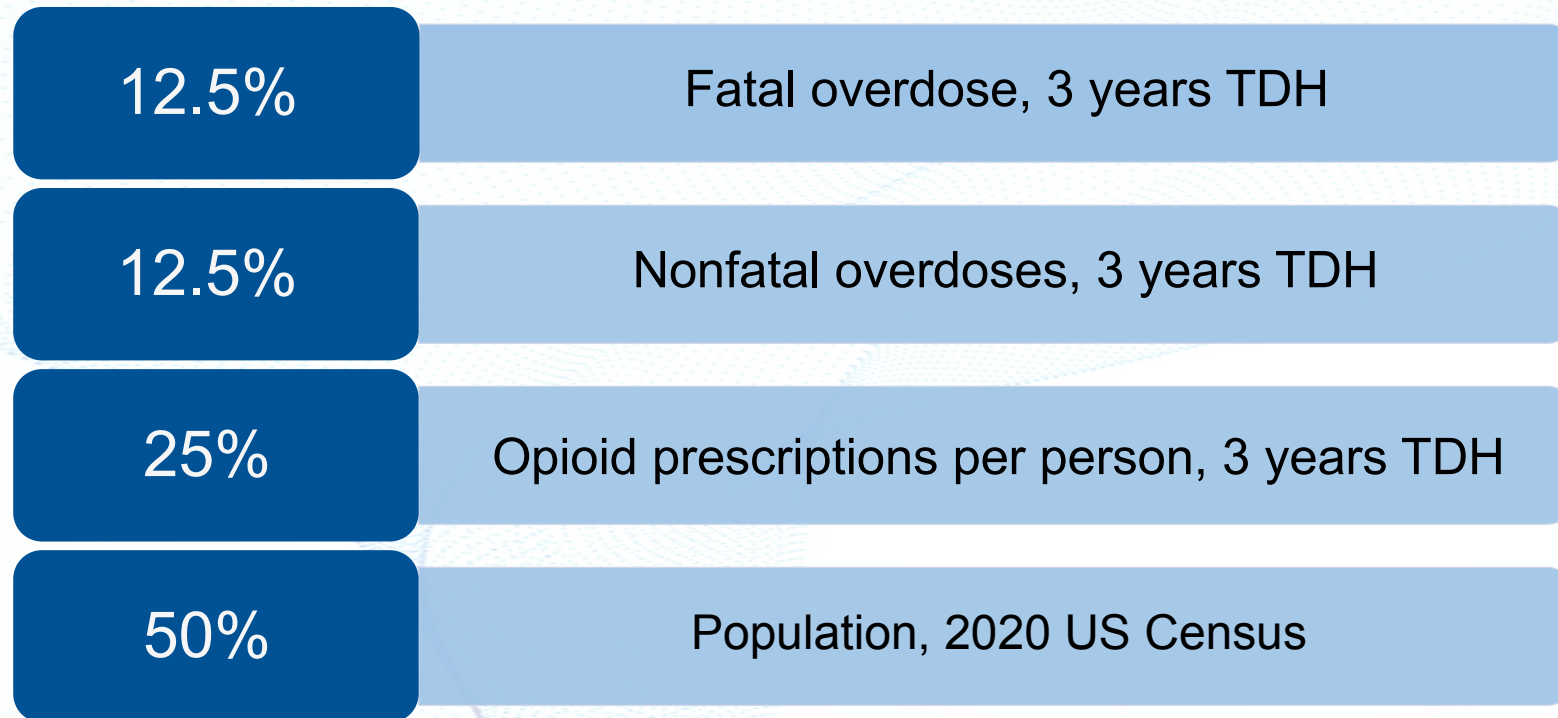 12.5%
Fatal overdose, 3 years TDH
12.5%
Nonfatal overdoses, 3 years TDH
25%
Opioid prescriptions per person, 3 years TDH
50%
Population, 2020 US Census